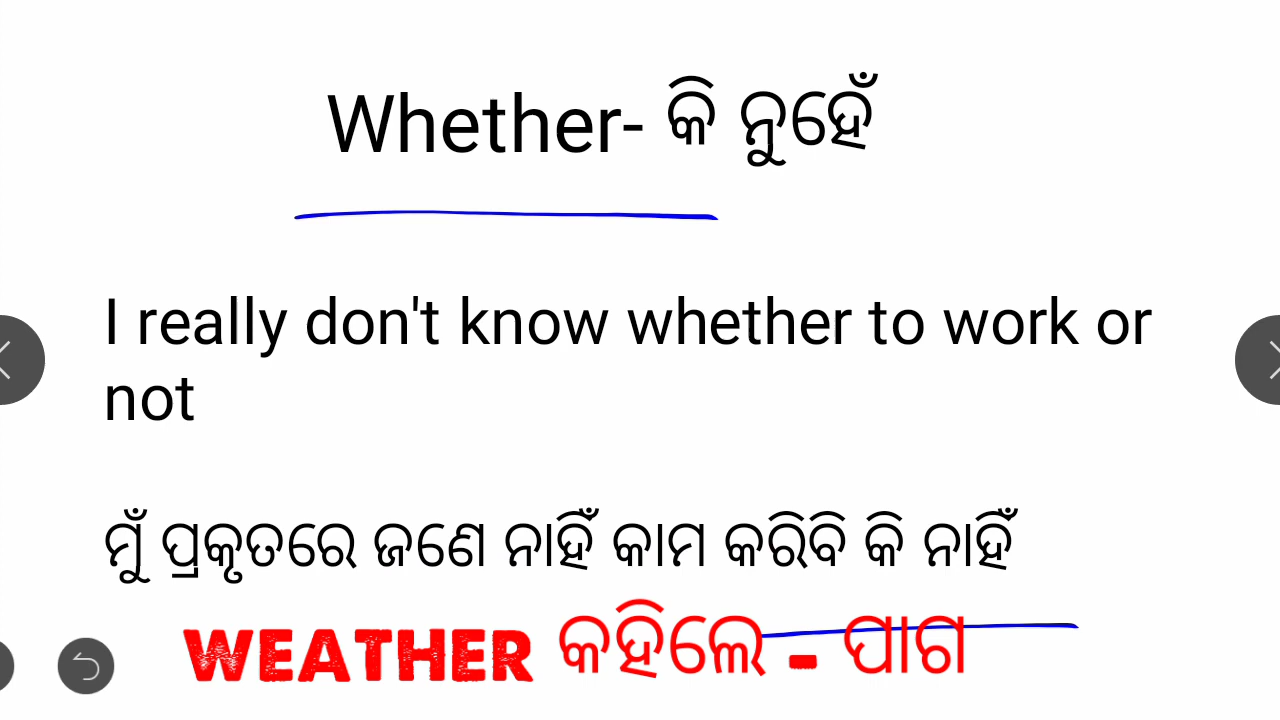 Whether- କି ନୁହେଁ
I really don't know whether to work or
not
ମୁଁ ପ୍ରକୃତରେ ଜଣେ ନାହିଁ କାମ କରିବି କି ନାହିଁ
WEATHER କହିଲେ - ପାଗ